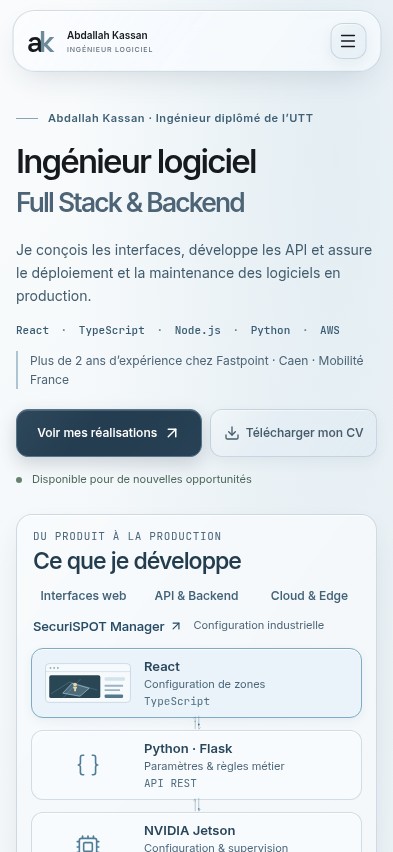 ak
Abdallah Kassan
INGÉNIEUR LOGICIEL
Abdallah Kassan · Ingénieur diplômé de l’UTT
Ingénieur logiciel
Full Stack & Backend
Je conçois les interfaces, développe les API et assure
le déploiement et la maintenance des logiciels en
production.
React · TypeScript · Node.js · Python · AWS
Plus de 2 ans d’expérience chez Fastpoint · Caen · Mobilité
France
Voir mes réalisations
Télécharger mon CV
Disponible pour de nouvelles opportunités
DU PRODUIT À LA PRODUCTION
Ce que je développe
Interfaces web API & Backend Cloud & Edge
SecuriSPOT Manager Configuration industrielle
React
Configuration de zones
TypeScript
Python · Flask
Paramètres & règles métier
API REST
NVIDIA Jetson
Configuration & supervision